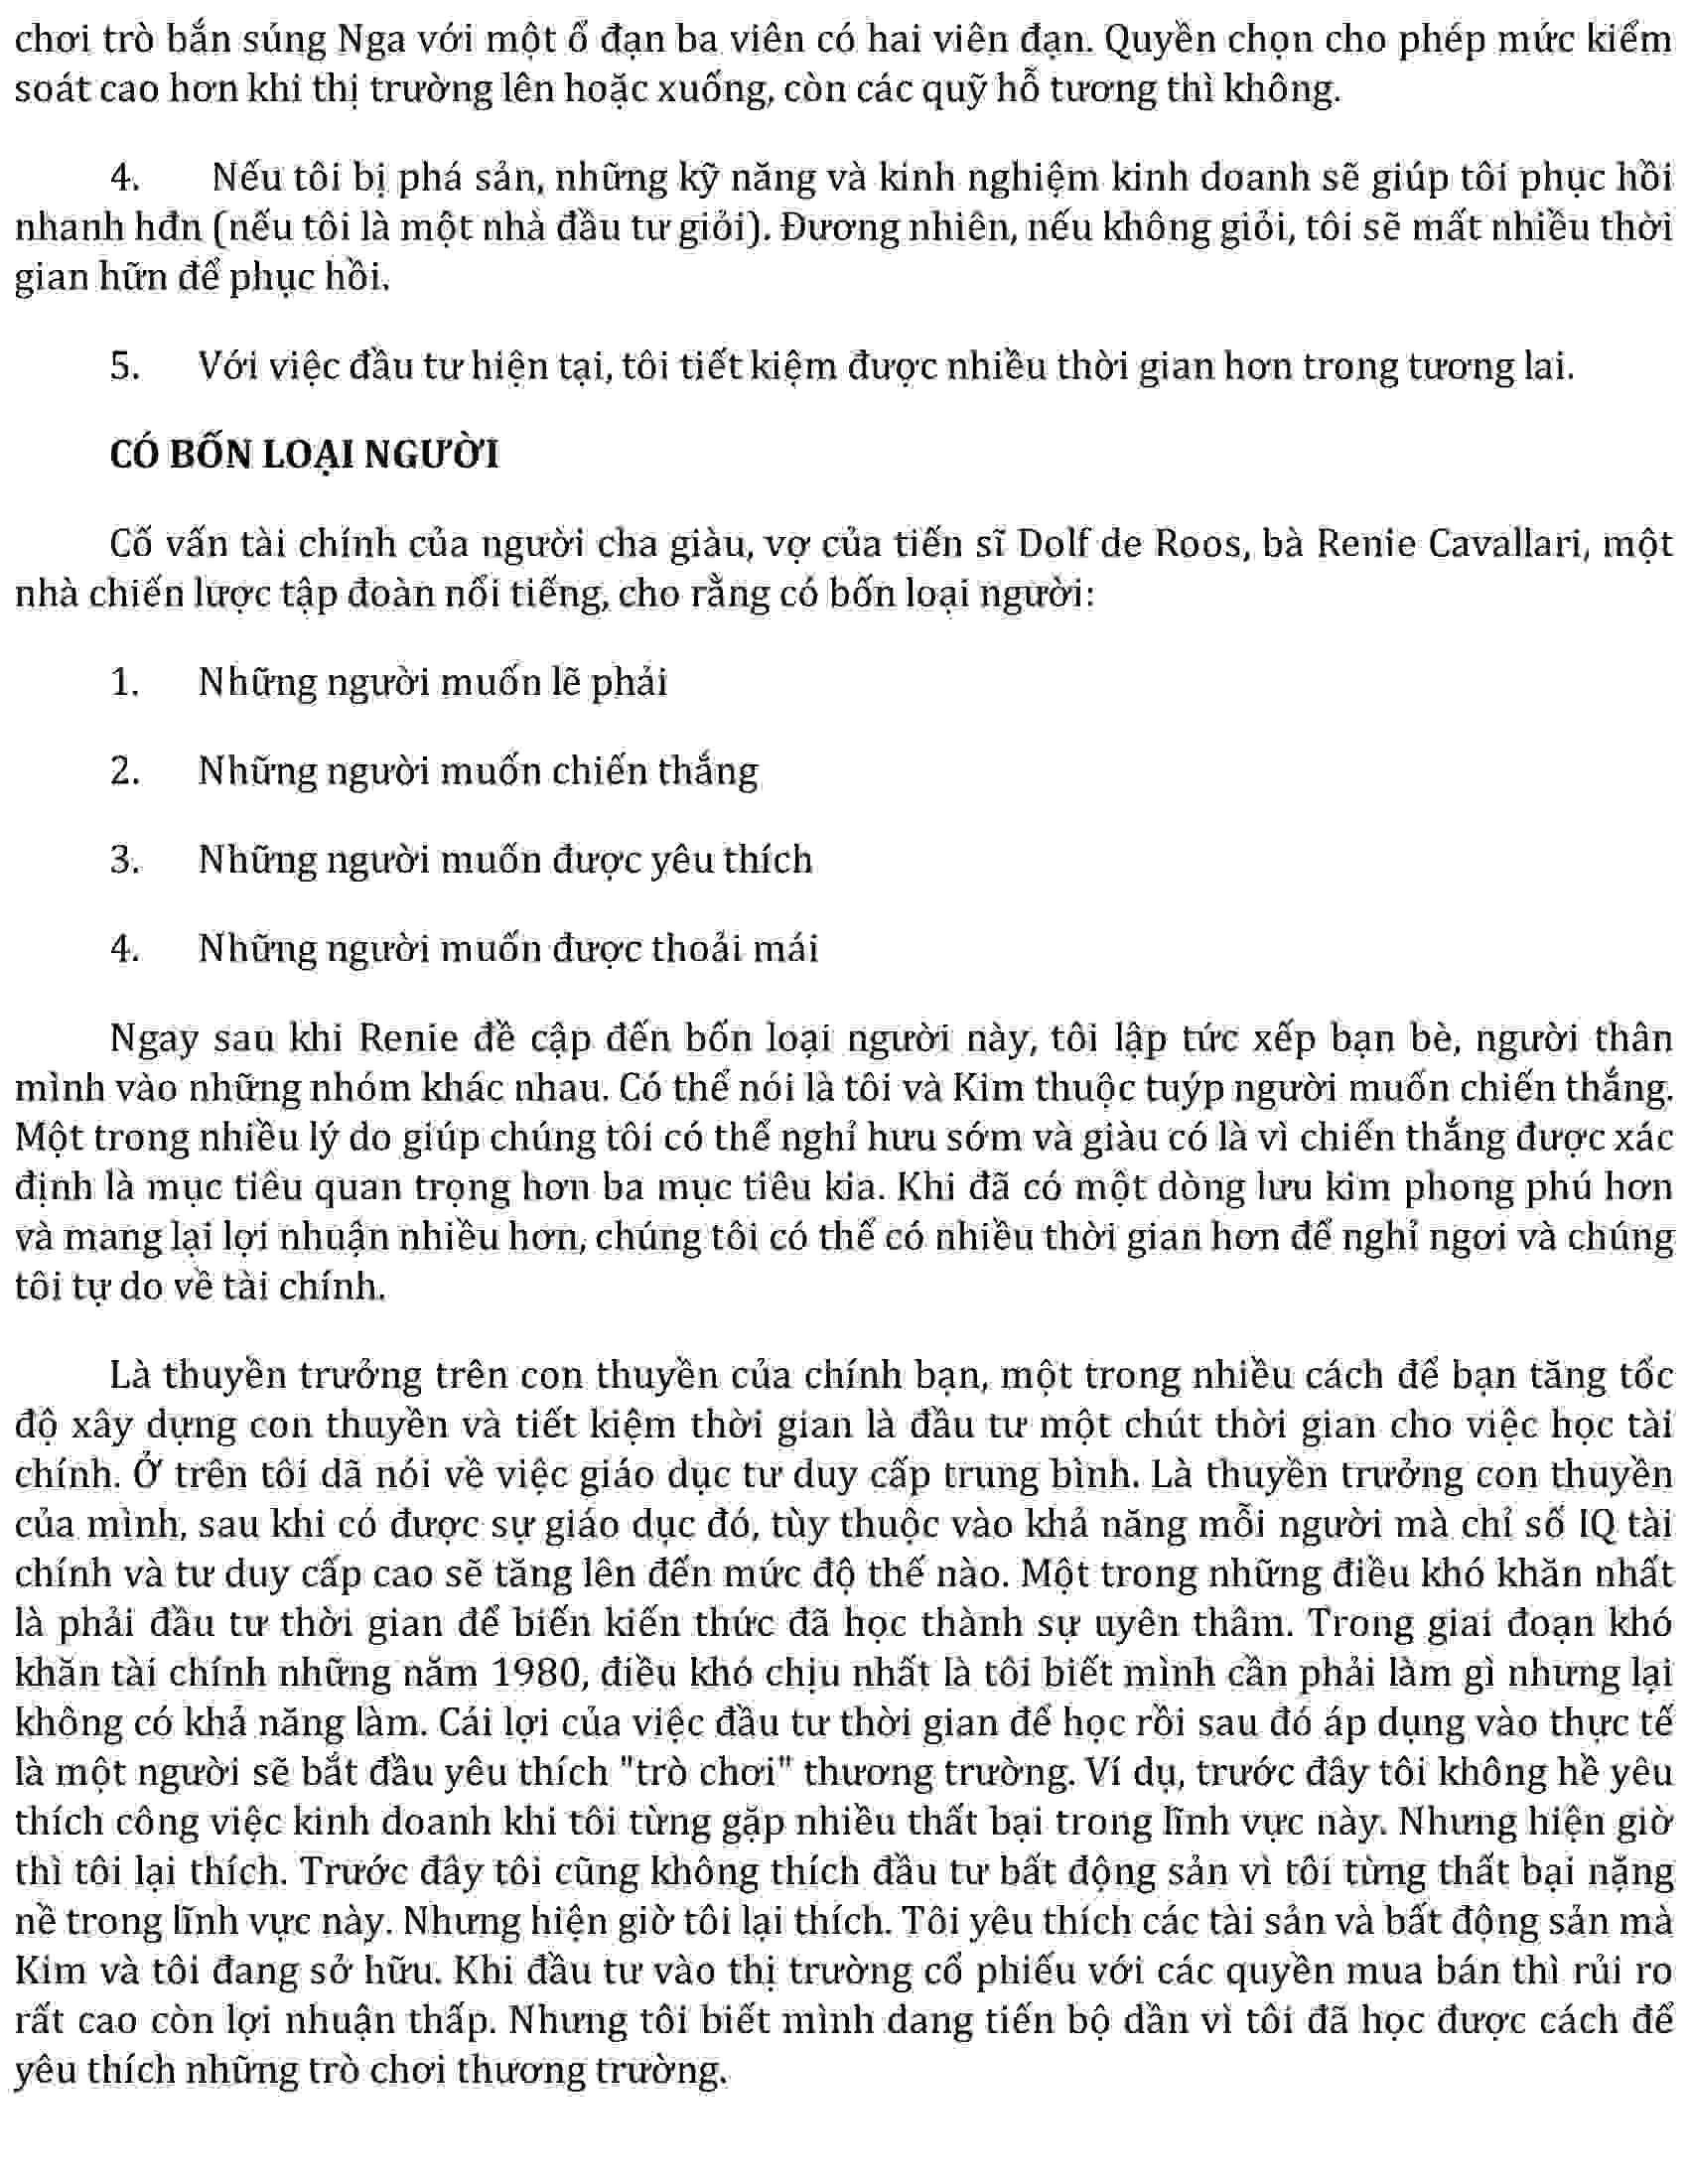 chơi trò bắn súng Nga với một ổ đạn ba viên có hai viên đạn. Quyền chọn cho phép mức kiểm
soát cao hơn khi thị trường lên hoặc xuống, còn các quỹ hỗ tương thì không.
4. Nếu tôi bị phá sản, những kỹ năng và kinh nghiệm kinh doanh sẽ giúp tôi phục hồi
nhanh hđn (nếu tôi là một nhà đầu tư giỏi). Đương nhiên, nếu không giỏi, tôi sẽ mất nhiều thời
gian hữn để phục hồi.
5. Với việc đầu tư hiện tại, tôi tiết kiệm được nhiều thời gian hơn trong tương lai.
CÓ BỐN LOẠI NGƯỜI
Cố vấn tài chính của người cha giàu, vợ của tiến sĩ Dolf de Roos, bà Renie Cavallari, một
nhà chiến lược tập đoàn nổi tiếng, cho rằng có bốn loại người:
1. Những người muốn lẽ phải
2. Những người muốn chiến thắng
3. Những người muốn được yêu thích
4. Những người muốn được thoải mái
Ngay sau khi Renie đề cập đến bốn loại người này, tôi lập tức xếp bạn bè, người thân
mình vào những nhóm khác nhau. Có thể nói là tôi và Kim thuộc tuýp người muốn chiến thắng.
Một trong nhiều lý do giúp chúng tôi có thể nghỉ hưu sớm và giàu có là vì chiến thắng được xác
định là mục tiêu quan trọng hơn ba mục tiêu kia. Khi đã có một dòng lưu kim phong phú hơn
và mang lại lợi nhuận nhiều hơn, chúng tôi có thể có nhiều thời gian hơn để nghỉ ngơi và chúng
tôi tự do về tài chính.
Là thuyền trưởng trên con thuyền của chính bạn, một trong nhiều cách để bạn tăng tốc
độ xây dựng con thuyền và tiết kiệm thời gian là đầu tư một chút thời gian cho việc học tài
chính. Ở trên tôi dã nói về việc giáo dục tư duy cấp trung bình. Là thuyền trưởng con thuyền
của mình, sau khi có được sự giáo dục đó, tùy thuộc vào khả năng mỗi người mà chỉ số IQ tài
chính và tư duy cấp cao sẽ tăng lên đến mức độ thế nào. Một trong những điều khó khăn nhất
là phải đầu tư thời gian để biến kiến thức đã học thành sự uyên thâm. Trong giai đoạn khó
khăn tài chính những năm 1980, điều khó chịu nhất là tôi biết mình cần phải làm gì nhưng lại
không có khả năng làm. Cái lợi của việc đầu tư thời gian để học rồi sau đó áp dụng vào thực tế
là một người sẽ bắt đầu yêu thích "trò chơi" thương trường. Ví dụ, trước đây tôi không hề yêu
thích công việc kinh doanh khi tôi từng gặp nhiều thất bại trong lĩnh vực này. Nhưng hiện giờ
thì tôi lại thích. Trước đây tôi cũng không thích đầu tư bất động sản vì tôi từng thất bại nặng
nề trong lĩnh vực này. Nhưng hiện giờ tôi lại thích. Tôi yêu thích các tài sản và bất động sản mà
Kim và tôi đang sở hữu. Khi đầu tư vào thị trường cổ phiếu với các quyền mua bán thì rủi ro
rất cao còn lợi nhuận thấp. Nhưng tôi biết mình dang tiến bộ dần vì tôi đã học được cách để
yêu thích những trò chơi thương trường.